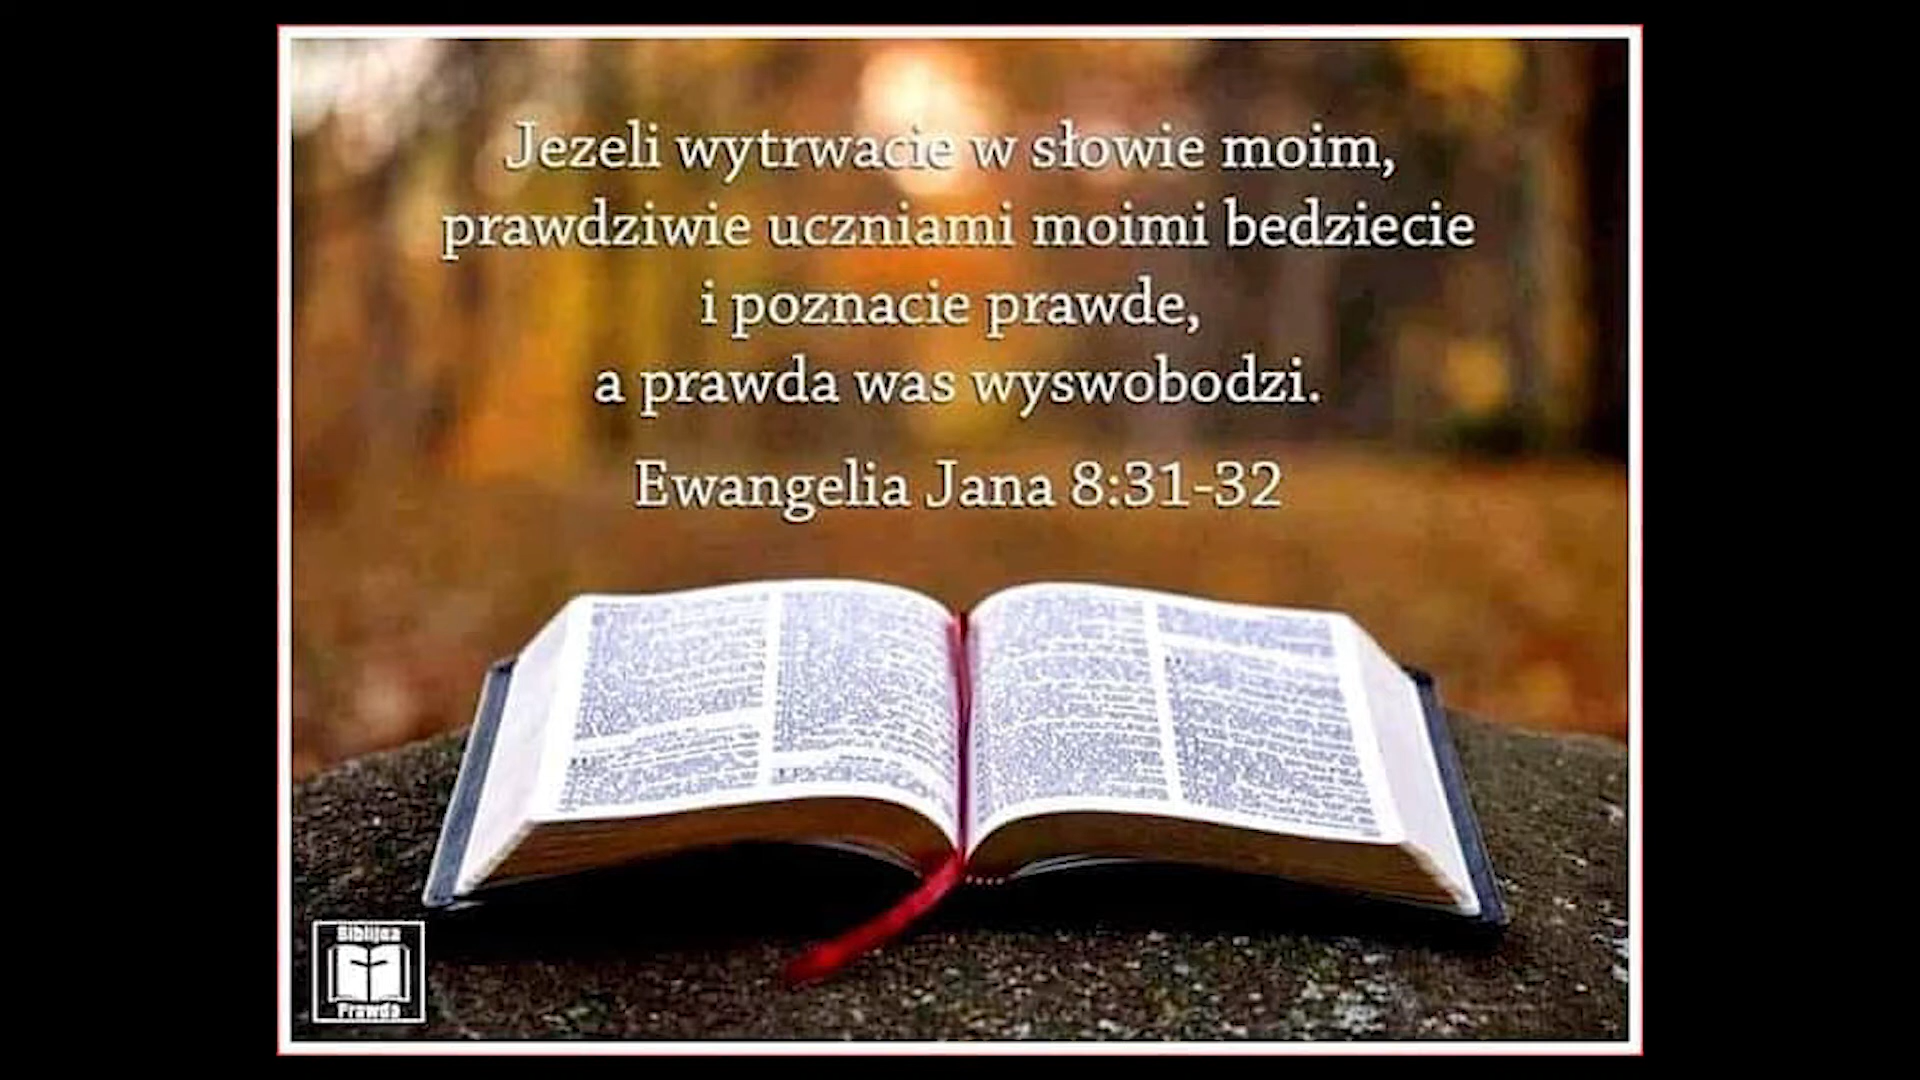 Jezeli wytrwacie w słowie moim,
prawdziwie uczniami moimi bedziecie
i poznacie prawde,
a prawda was wyswobodzi.
Ewangelia Jana 8:31-32
Biblijna
Prawda